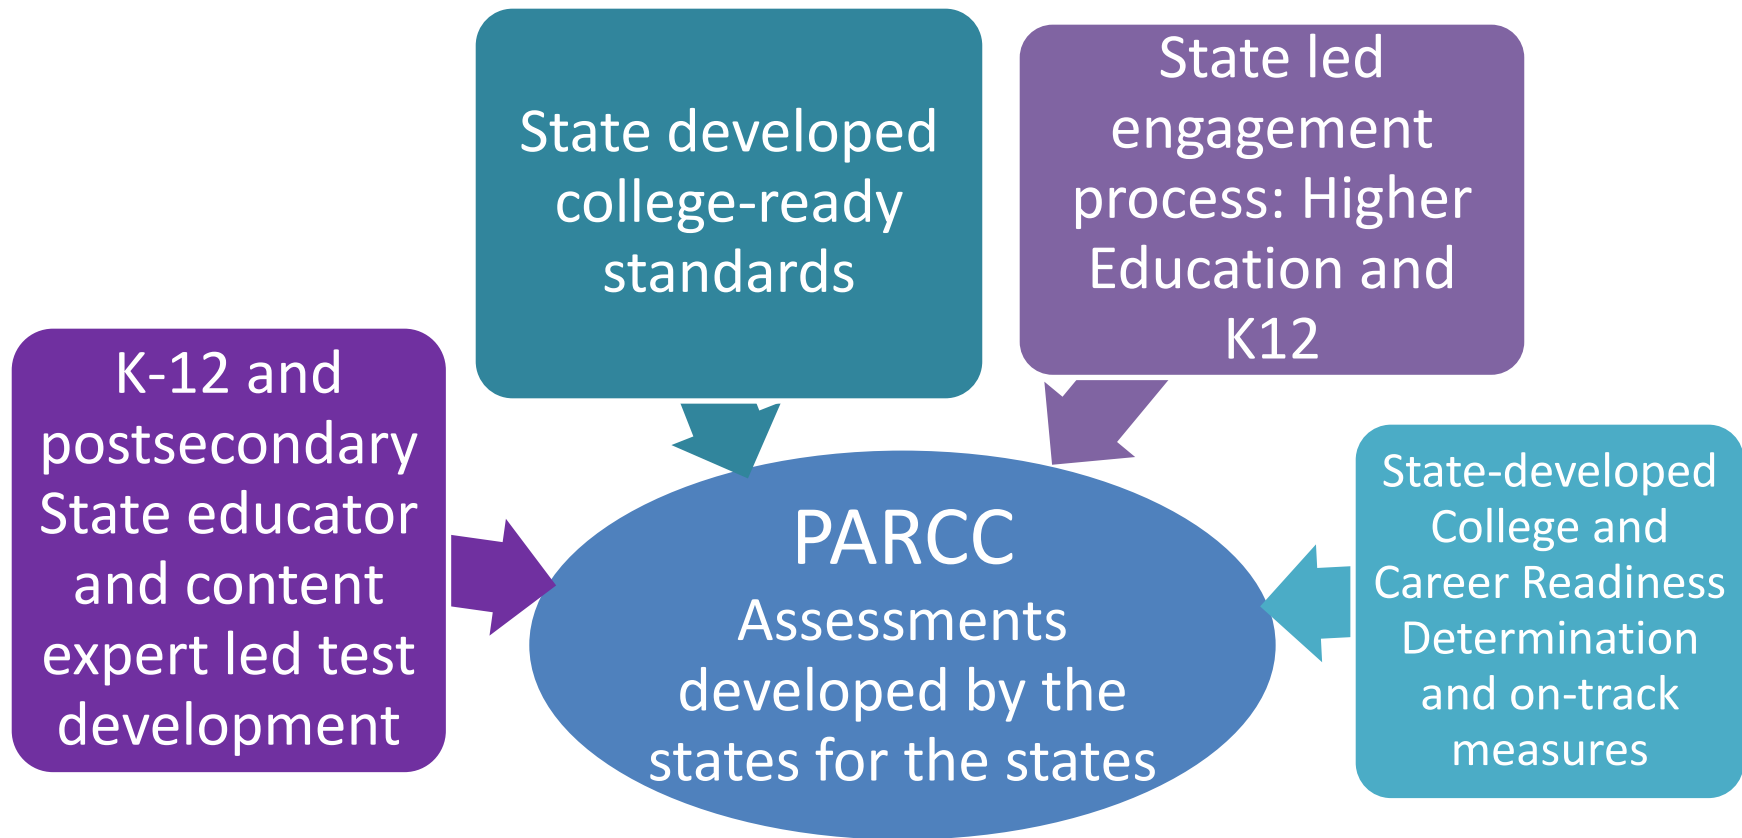 State developed
college-ready
standards
State led
engagement
process: Higher
Education and
K12
K-12 and
postsecondary
State educator
and content
expert led test
development
PARCC
Assessments
developed by the
states for the states
State-developed
College and
Career Readiness
Determination
and on-track
measures